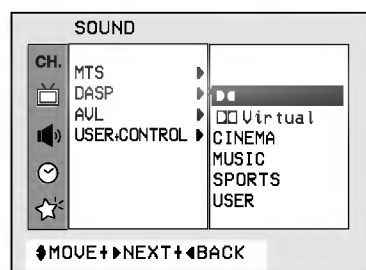 SOUND
CH.
MTS
DASP
AVL
USER+CONTROL
Virtual
CINEMA
MUSIC
SPORTS
USER
MOVE+ NEXT+ BACK